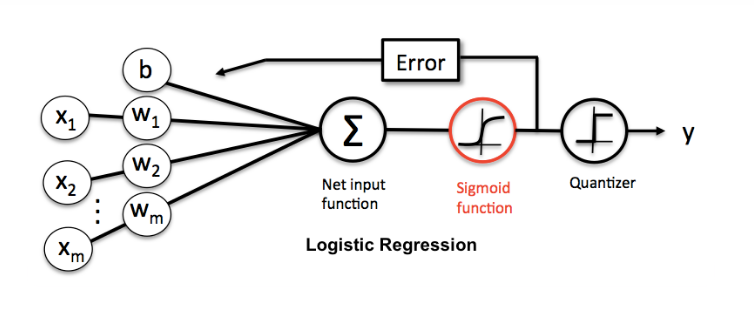 Error
b
x1
w1
x2
w2
⋮
wm
xm
Σ
Net input
function
Sigmoid
function
Quantizer
y
Logistic Regression